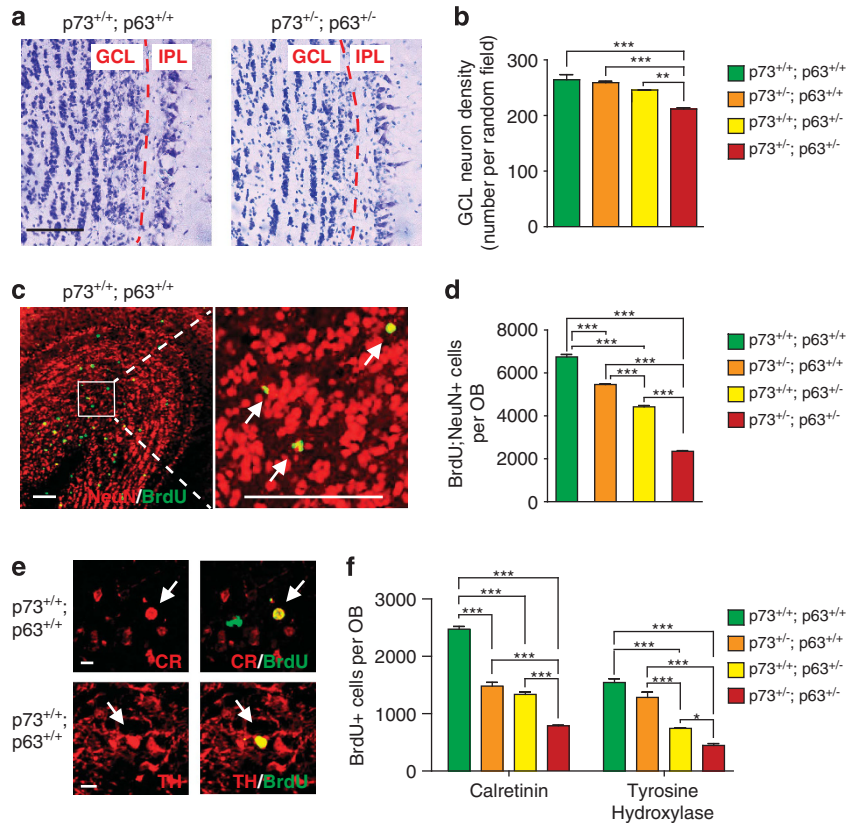 a
p73+/+; p63+/+
p73+/-; p63+/-
GCL
IPL
GCL
IPL
b
GCL neuron density
(number per random field)
300
200
100
0
***
***
**
p73+/+; p63+/+
p73+/-; p63+/+
p73+/+; p63+/-
p73+/-; p63+/-
c
p73+/+; p63+/+
NeuN/BrdU
d
BrdU;NeuN+ cells
per OB
8000
6000
4000
2000
0
***
***
***
***
***
***
p73+/+; p63+/+
p73+/-; p63+/+
p73+/+; p63+/-
p73+/-; p63+/-
e
p73+/+;
p63+/+
CR
CR/BrdU
p73+/+;
p63+/+
TH
TH/BrdU
f
BrdU+ cells per OB
3000
2000
1000
0
***
***
***
***
***
***
***
***
***
*
Calretinin
Tyrosine
Hydroxylase
p73+/+; p63+/+
p73+/-; p63+/+
p73+/+; p63+/-
p73+/-; p63+/-